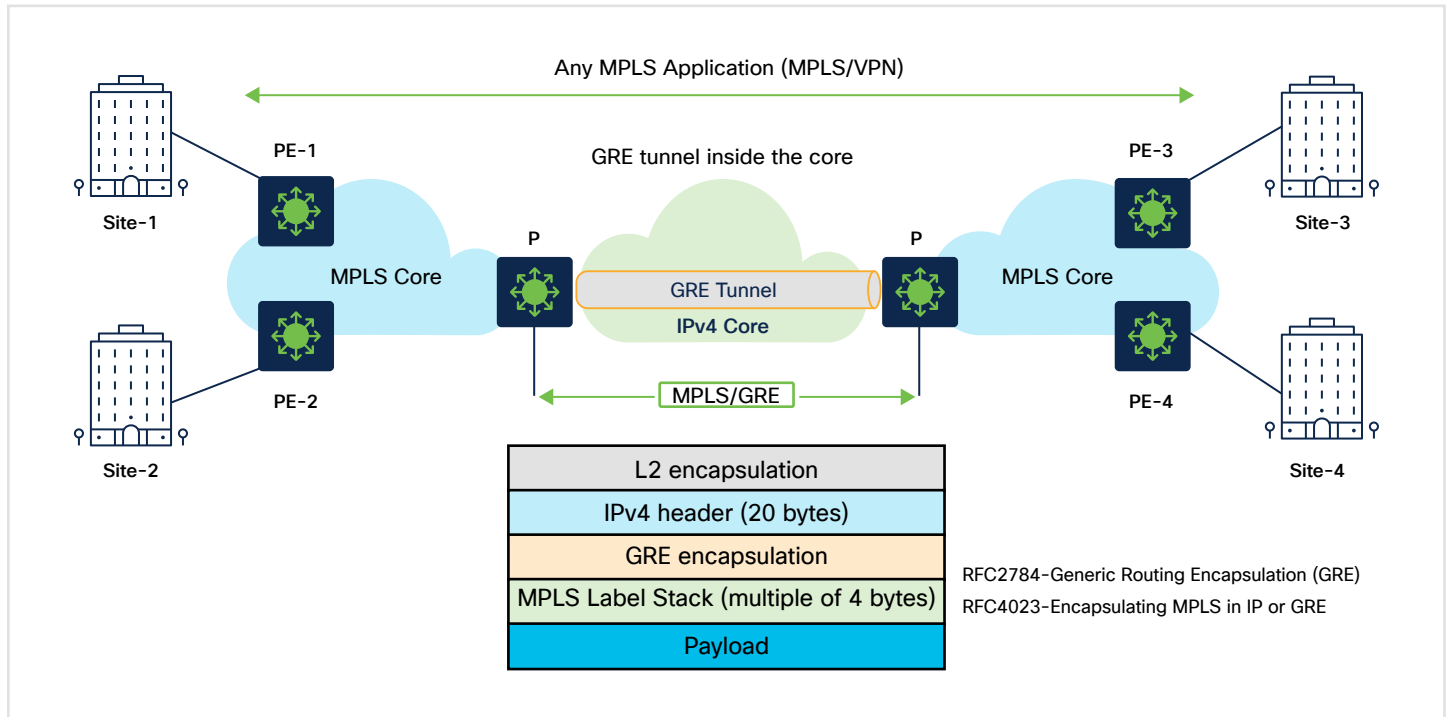 Any MPLS Application (MPLS/VPN)
PE-1
GRE tunnel inside the core
PE-3
Site-1
Site-3
P
P
MPLS Core
GRE Tunnel
MPLS Core
IPv4 Core
PE-2
MPLS/GRE
PE-4
Site-2
Site-4
L2 encapsulation
IPv4 header (20 bytes)
GRE encapsulation
MPLS Label Stack (multiple of 4 bytes)
Payload
RFC2784-Generic Routing Encapsulation (GRE)
RFC4023-Encapsulating MPLS in IP or GRE